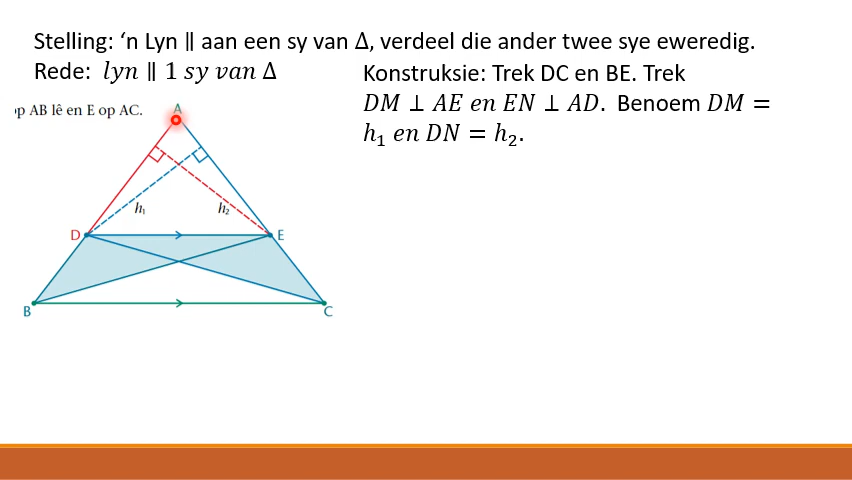 Stelling: ‘n Lyn ∥ aan een sy van Δ, verdeel die ander twee sye eweredig.
Rede: lyn ∥ 1 sy van Δ
Konstruksie: Trek DC en BE. Trek
DM ⊥ AE en EN ⊥ AD. Benoem DM =
h₁ en DN = h₂.
p AB lê en E op AC.
A
h₁
h₂
D
E
B
C